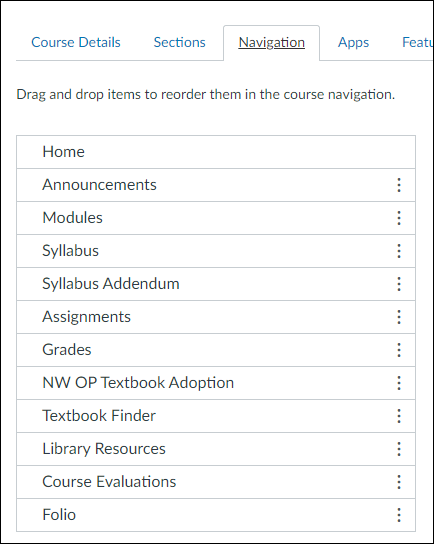 Course Details Sections Navigation Apps Featu
Drag and drop items to reorder them in the course navigation.
Home
Announcements
Modules
Syllabus
Syllabus Addendum
Assignments
Grades
NW OP Textbook Adoption
Textbook Finder
Library Resources
Course Evaluations
Folio